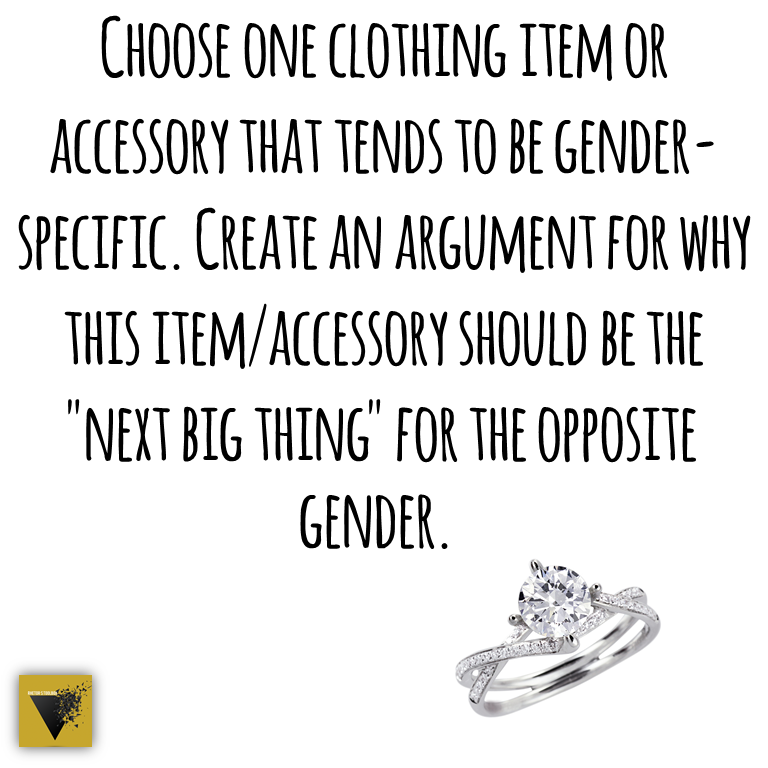 Choose one clothing item or
accessory that tends to be gender-
specific. Create an argument for why
this item/accessory should be the
"next big thing" for the opposite
gender.